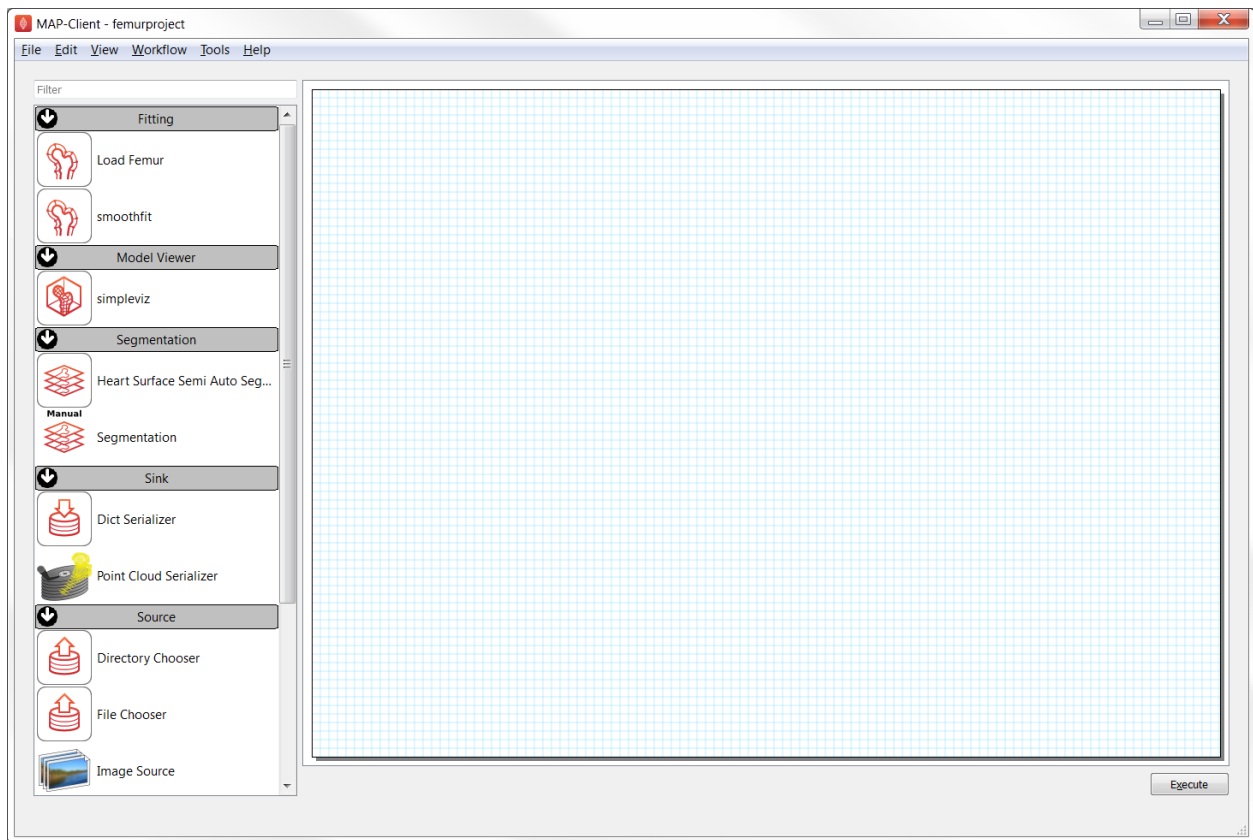 MAP-Client - femurproject
File Edit View Workflow Tools Help
Filter
Fitting
Load Femur
smoothfit
Model Viewer
simpleviz
Segmentation
Heart Surface Semi Auto Seg...
Manual
Segmentation
Sink
Dict Serializer
Point Cloud Serializer
Source
Directory Chooser
File Chooser
Image Source
Execute